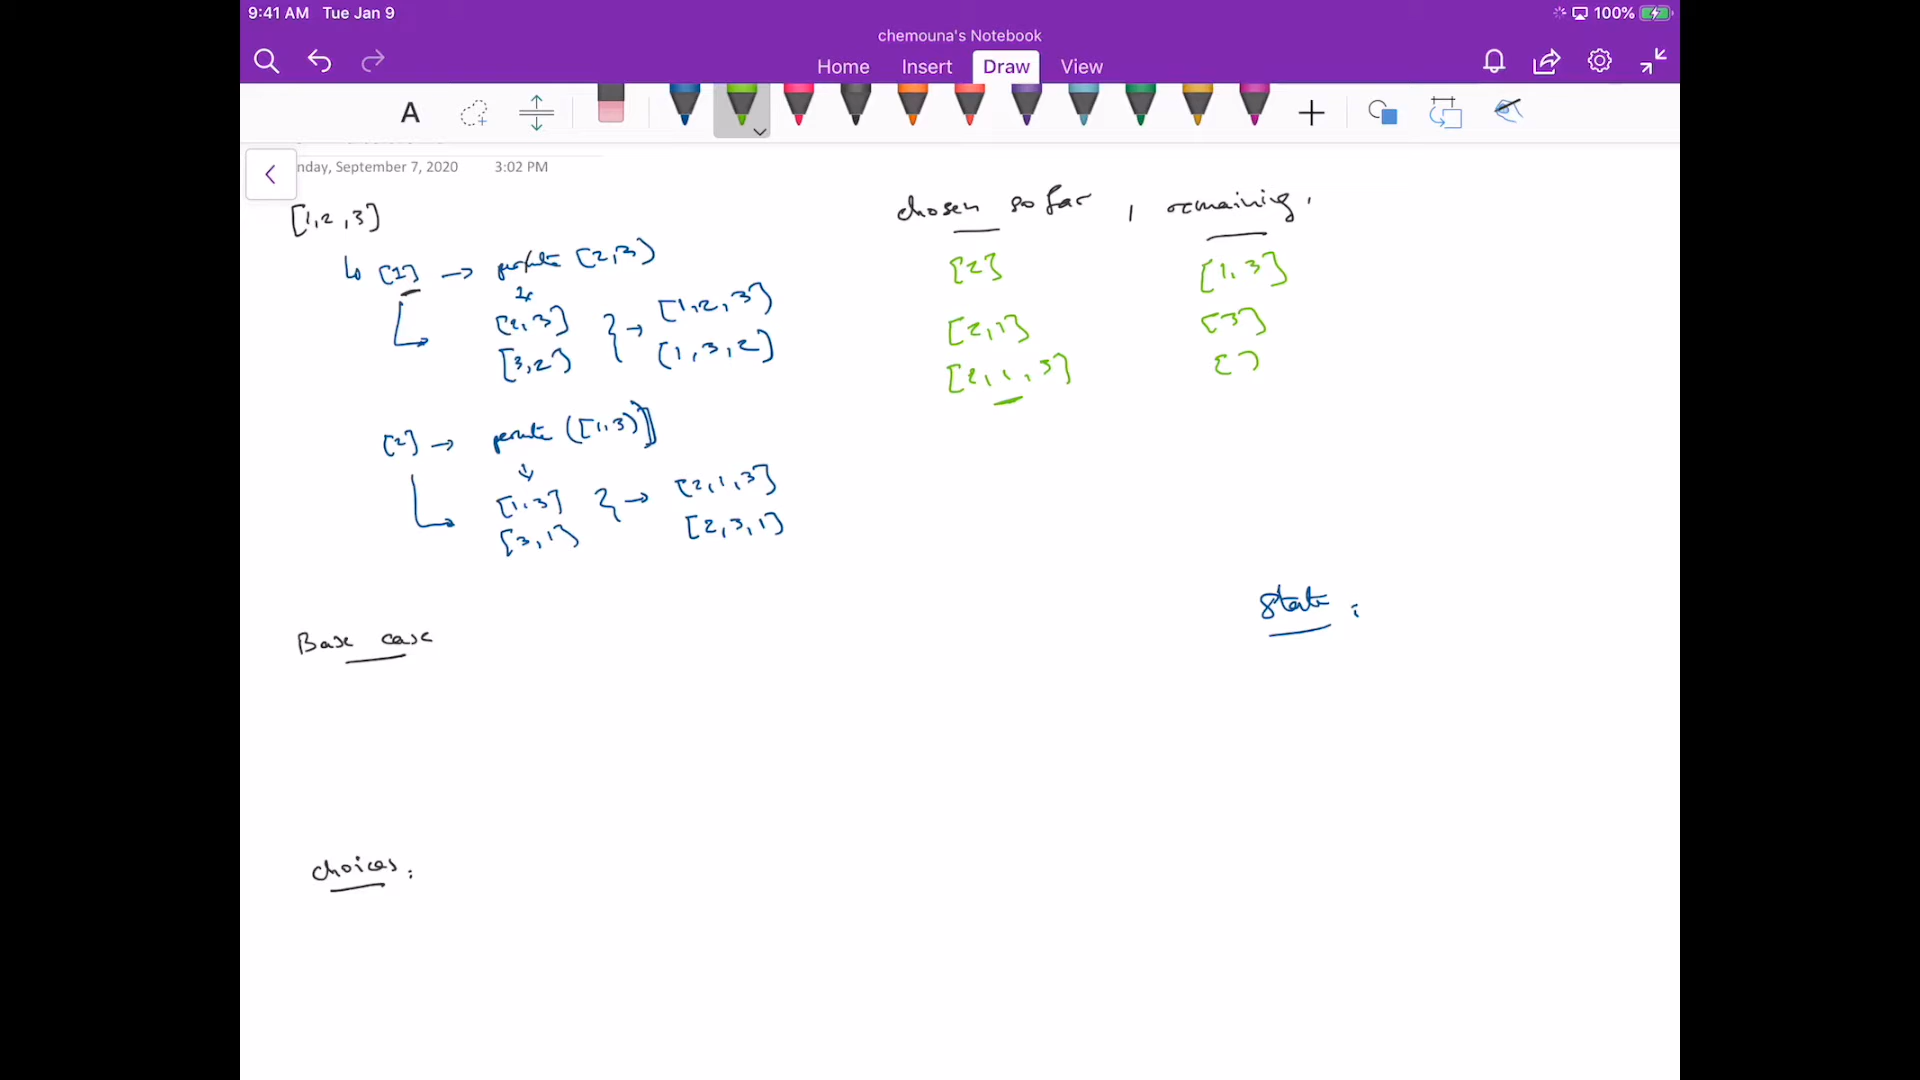 9:41 AM Tue Jan 9
100%
chemouna's Notebook
Home Insert Draw View
A
nday, September 7, 2020 3:02 PM
[1,2,3]
chosen so far, remaining.
↳ [1] → permute [2,3]
[2,3]
[3,2]
} → [1,2,3]
[1,3,2]
[2] [1,3]
[2,1] [3]
[2,1,3] []
[2] → permute ([1,3)]
↓
[1,3]
[3,1]
} → [2,1,3]
[2,3,1]
State :
Base case
choices :